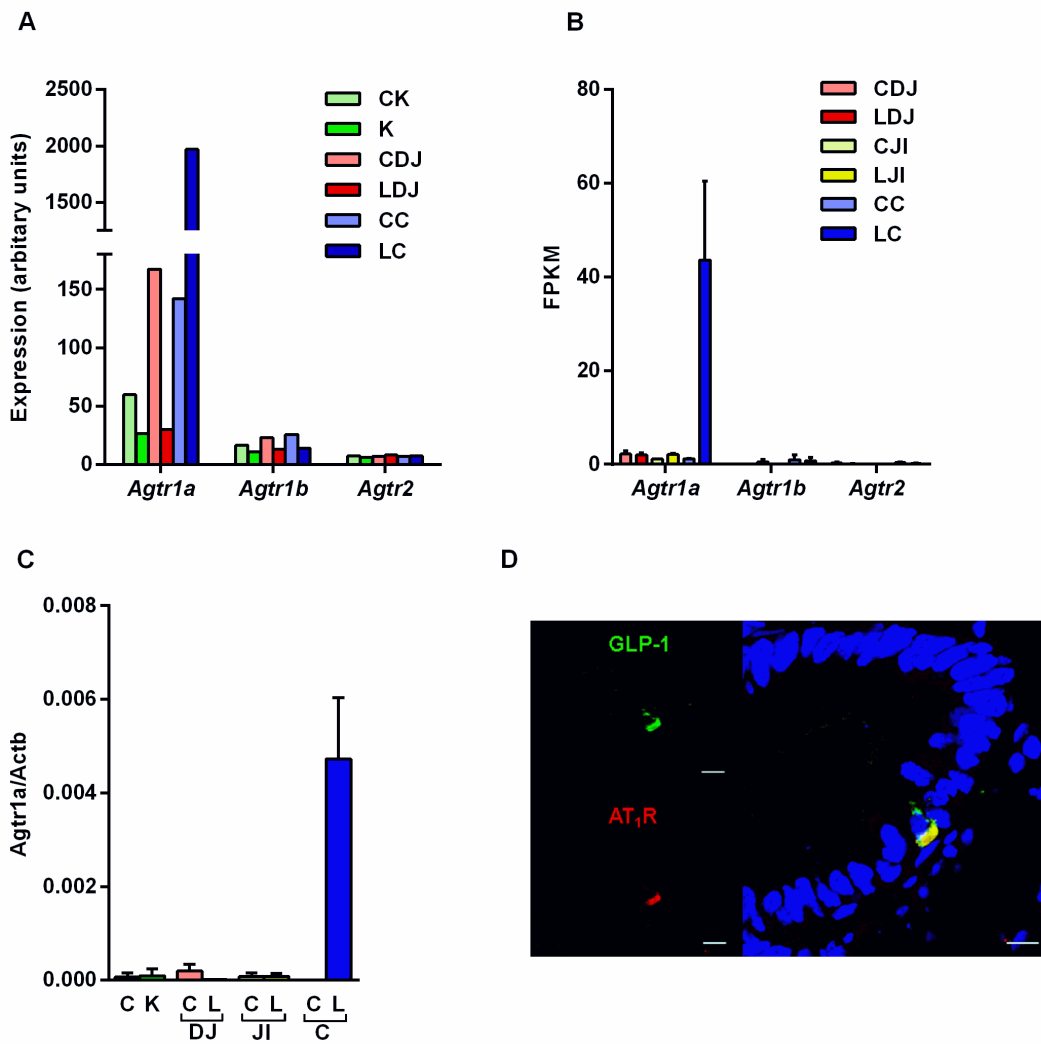 A
Expression (arbitary units)
2500
2000
1500
150
100
50
0
CK
K
CDJ
LDJ
CC
LC
Agtr1a Agtr1b Agtr2
B
FPKM
80
60
40
20
0
CDJ
LDJ
CJI
LJI
CC
LC
Agtr1a Agtr1b Agtr2
C
Agtr1a/Actb
0.008
0.006
0.004
0.002
0.000
C K C L C L C L
DJ JI C
D
GLP-1
AT₁R